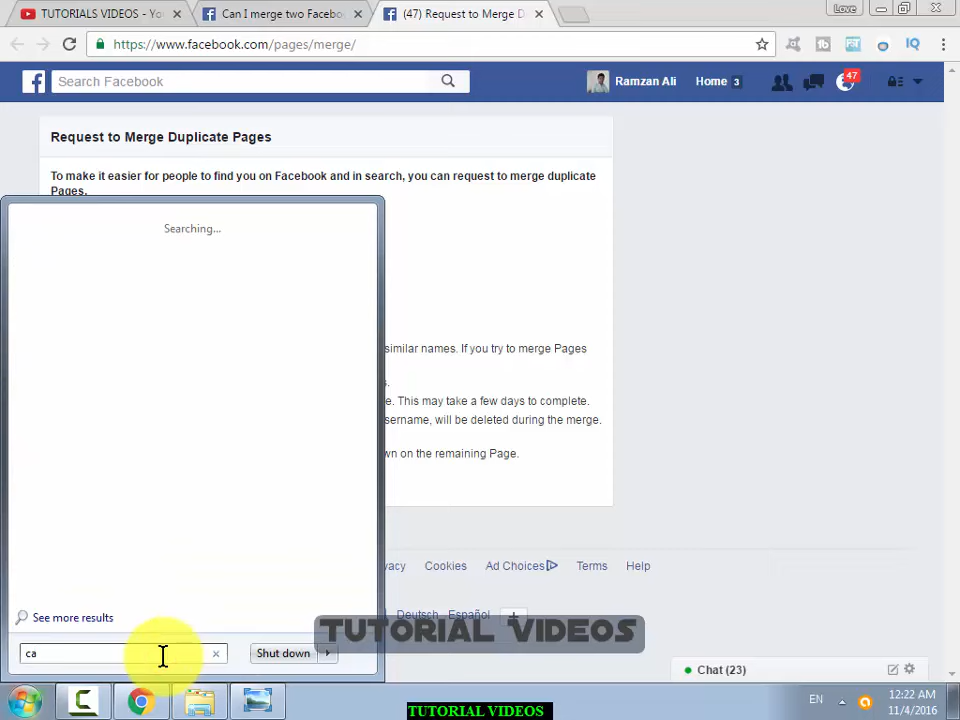 TUTORIALS VIDEOS - Yo
Can I merge two Facebo
(47) Request to Merge D
Love
https://www.facebook.com/pages/merge/
Search Facebook
Ramzan Ali
Home 3
47
Request to Merge Duplicate Pages
To make it easier for people to find you on Facebook and in search, you can request to merge duplicate
Pages.
Searching...
similar names. If you try to merge Pages
s.
e. This may take a few days to complete.
sername, will be deleted during the merge.
wn on the remaining Page.
vacy Cookies Ad Choices Terms Help
Deutsch Español
See more results
TUTORIAL VIDEOS
ca
Shut down
Chat (23)
EN
12:22 AM
11/4/2016
TUTORIAL VIDEOS